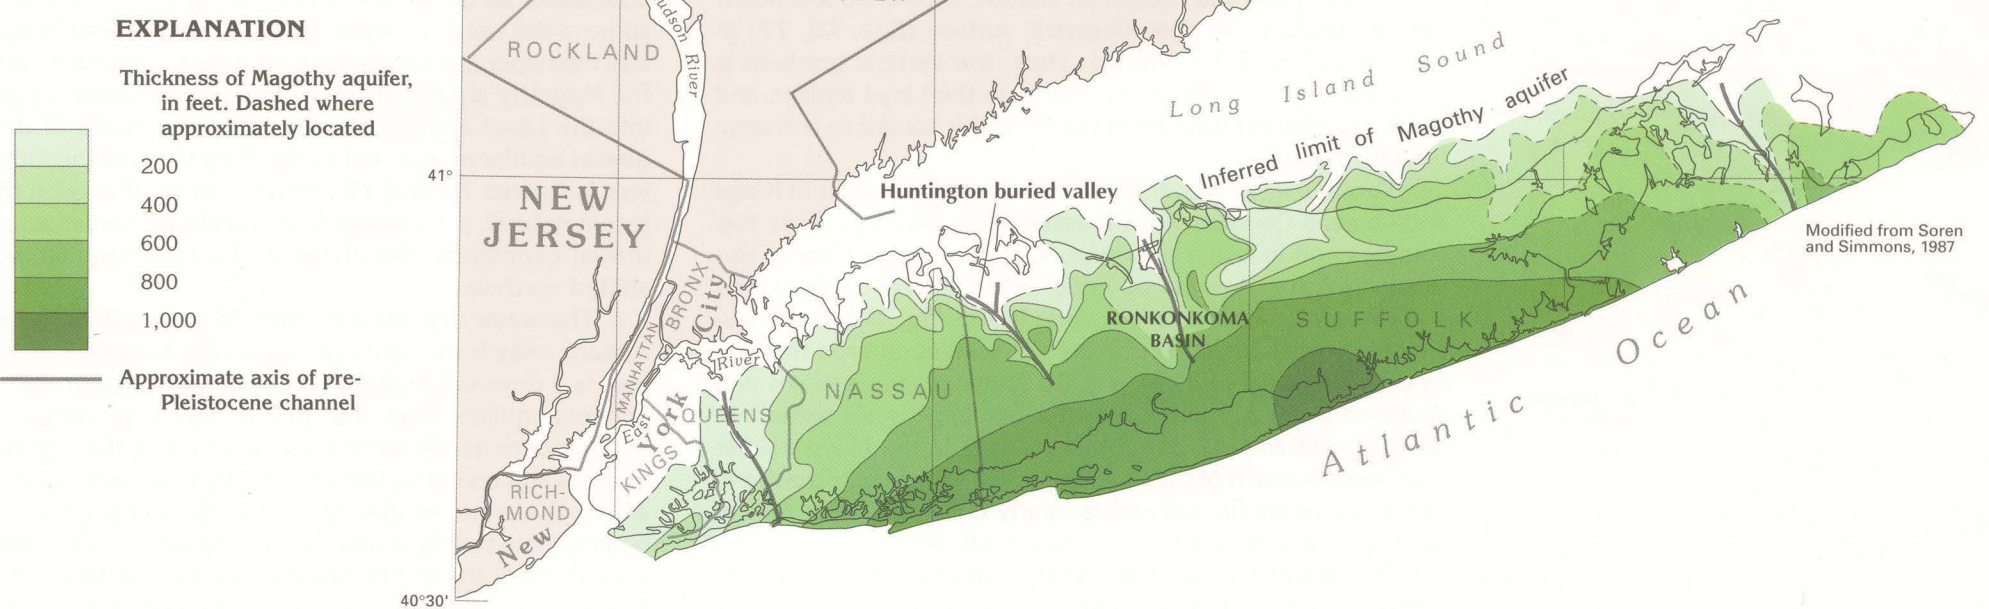 EXPLANATION
Thickness of Magothy aquifer,
in feet. Dashed where
approximately located
200
400
600
800
1,000
Approximate axis of pre-
Pleistocene channel
ROCKLAND
Hudson River
Long Island Sound
41°
NEW
JERSEY
Huntington buried valley
Inferred limit of Magothy aquifer
Modified from Soren
and Simmons, 1987
BRONX
MANHATTAN
RONKONKOMA
BASIN
SUFFOLK
NASSAU
QUEENS
East River
KINGS
RICH-
MOND
New York City
Atlantic Ocean
40°30'